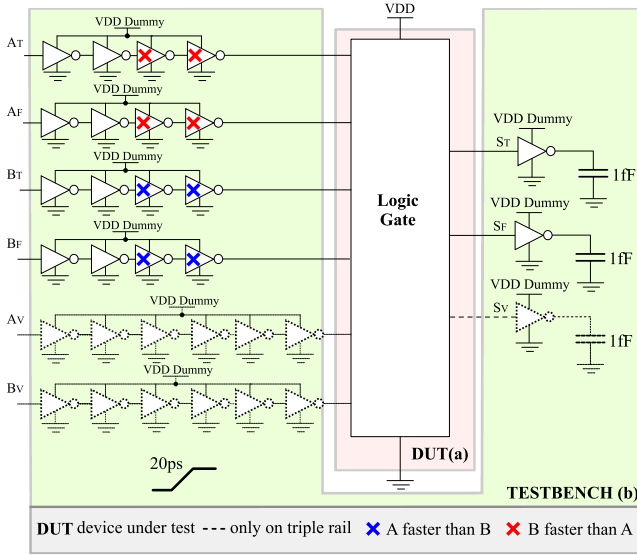 VDD Dummy
VDD
AT
VDD Dummy
AF
VDD Dummy
VDD Dummy
BT
ST
1fF
Logic
Gate
VDD Dummy
VDD Dummy
BF
SF
1fF
VDD Dummy
VDD Dummy
AV
SV
1fF
VDD Dummy
BV
20ps
DUT(a)
TESTBENCH (b)
DUT device under test --- only on triple rail A faster than B B faster than A